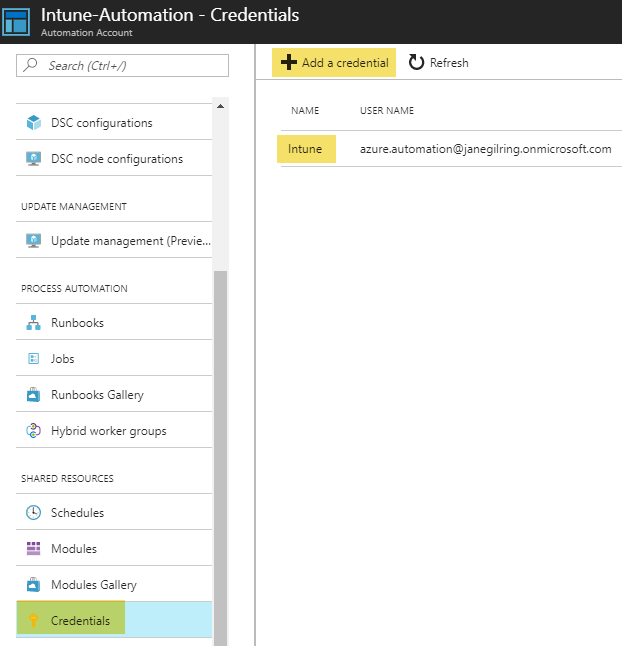 Intune-Automation - Credentials
Automation Account
Search (Ctrl+/)
DSC configurations
DSC node configurations
UPDATE MANAGEMENT
Update management (Previe...
PROCESS AUTOMATION
Runbooks
Jobs
Runbooks Gallery
Hybrid worker groups
SHARED RESOURCES
Schedules
Modules
Modules Gallery
Credentials
Add a credential Refresh
NAME USER NAME
Intune azure.automation@janegilring.onmicrosoft.com